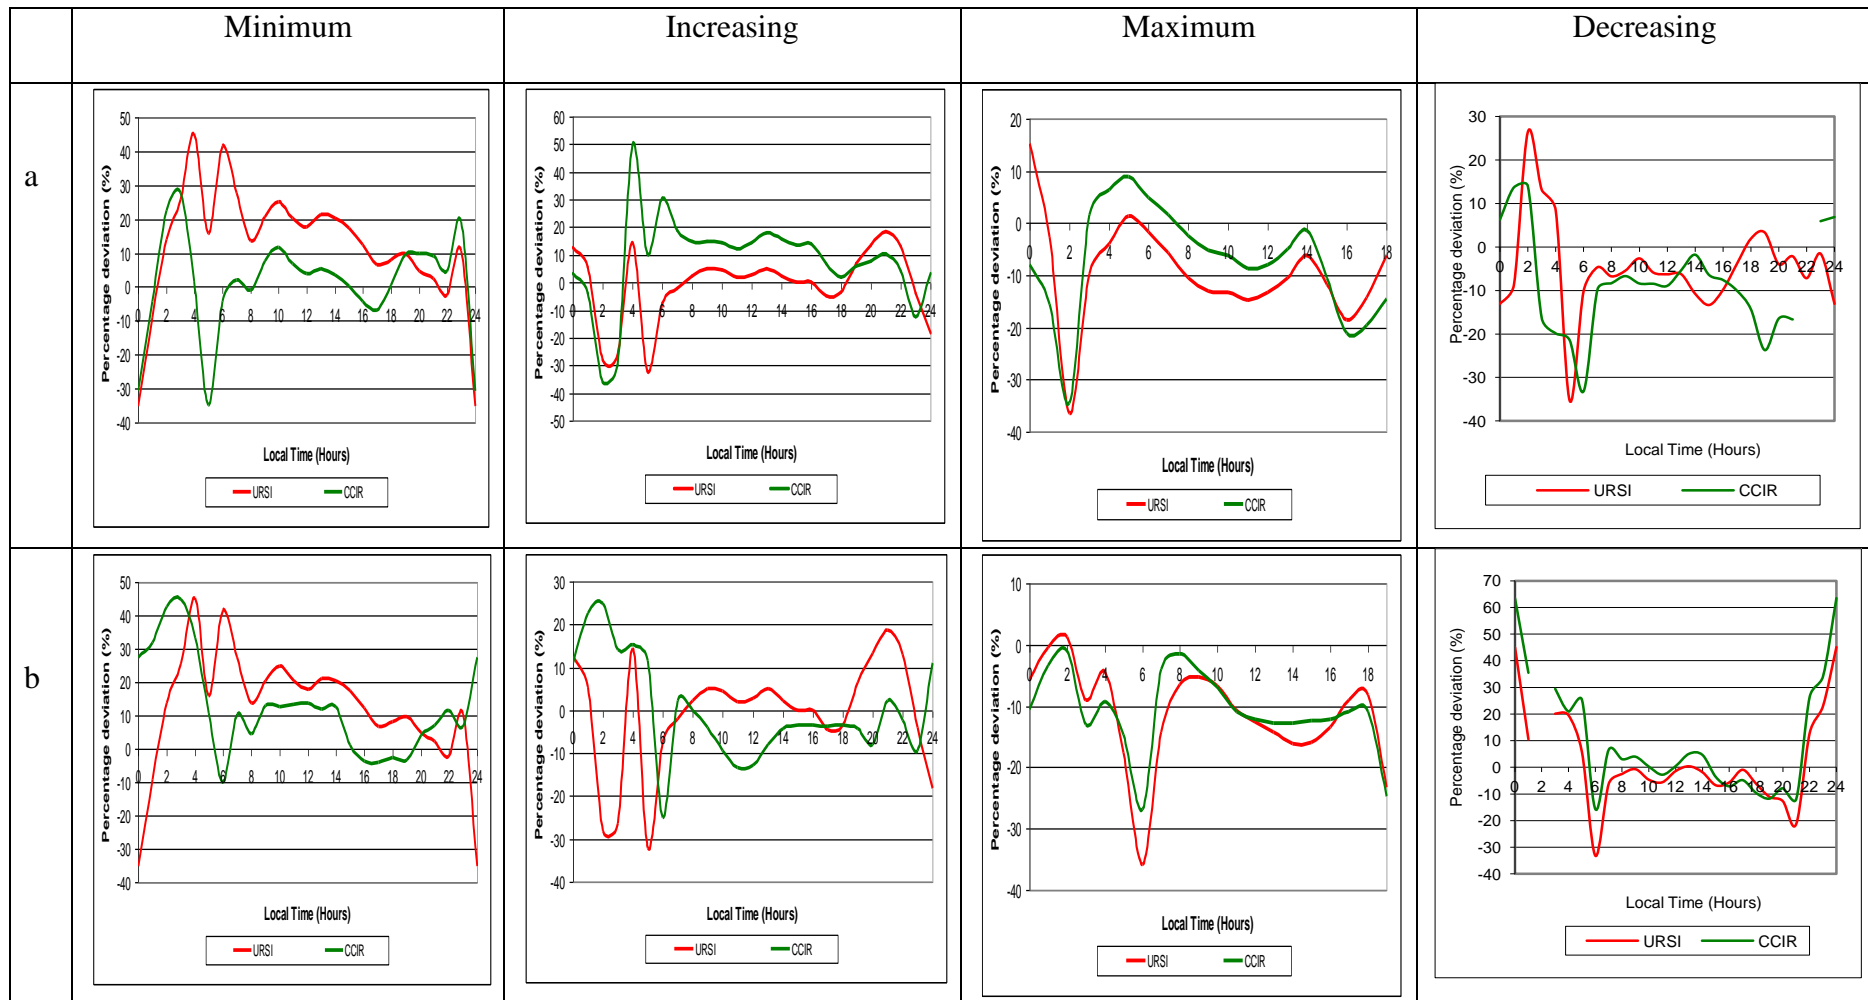 Minimum Increasing Maximum Decreasing
a
50
40
30
20
10
0
-10
-20
-30
-40
0 2 4 6 8 10 12 14 16 18 20 22 24
Percentage deviation (%)
Local Time (Hours)
URSI CCIR
60
50
40
30
20
10
0
-10
-20
-30
-40
-50
0 2 4 6 8 10 12 14 16 18 20 22 24
Percentage deviation (%)
Local Time (Hours)
URSI CCIR
20
10
0
-10
-20
-30
-40
0 2 4 6 8 10 12 14 16 18
Percentage deviation (%)
Local Time (Hours)
URSI CCIR
30
20
10
0
-10
-20
-30
-40
0 2 4 6 8 10 12 14 16 18 20 22 24
Percentage deviation (%)
Local Time (Hours)
URSI CCIR
b
50
40
30
20
10
0
-10
-20
-30
-40
0 2 4 6 8 10 12 14 16 18 20 22 24
Percentage deviation (%)
Local Time (Hours)
URSI CCIR
30
20
10
0
-10
-20
-30
-40
0 2 4 6 8 10 12 14 16 18 20 22 24
Percentage deviation (%)
Local Time (Hours)
URSI CCIR
10
0
-10
-20
-30
-40
0 2 4 6 8 10 12 14 16 18
Percentage deviation (%)
Local Time (Hours)
URSI CCIR
70
60
50
40
30
20
10
0
-10
-20
-30
-40
0 2 4 6 8 10 12 14 16 18 20 22 24
Percentage deviation (%)
Local Time (Hours)
URSI CCIR